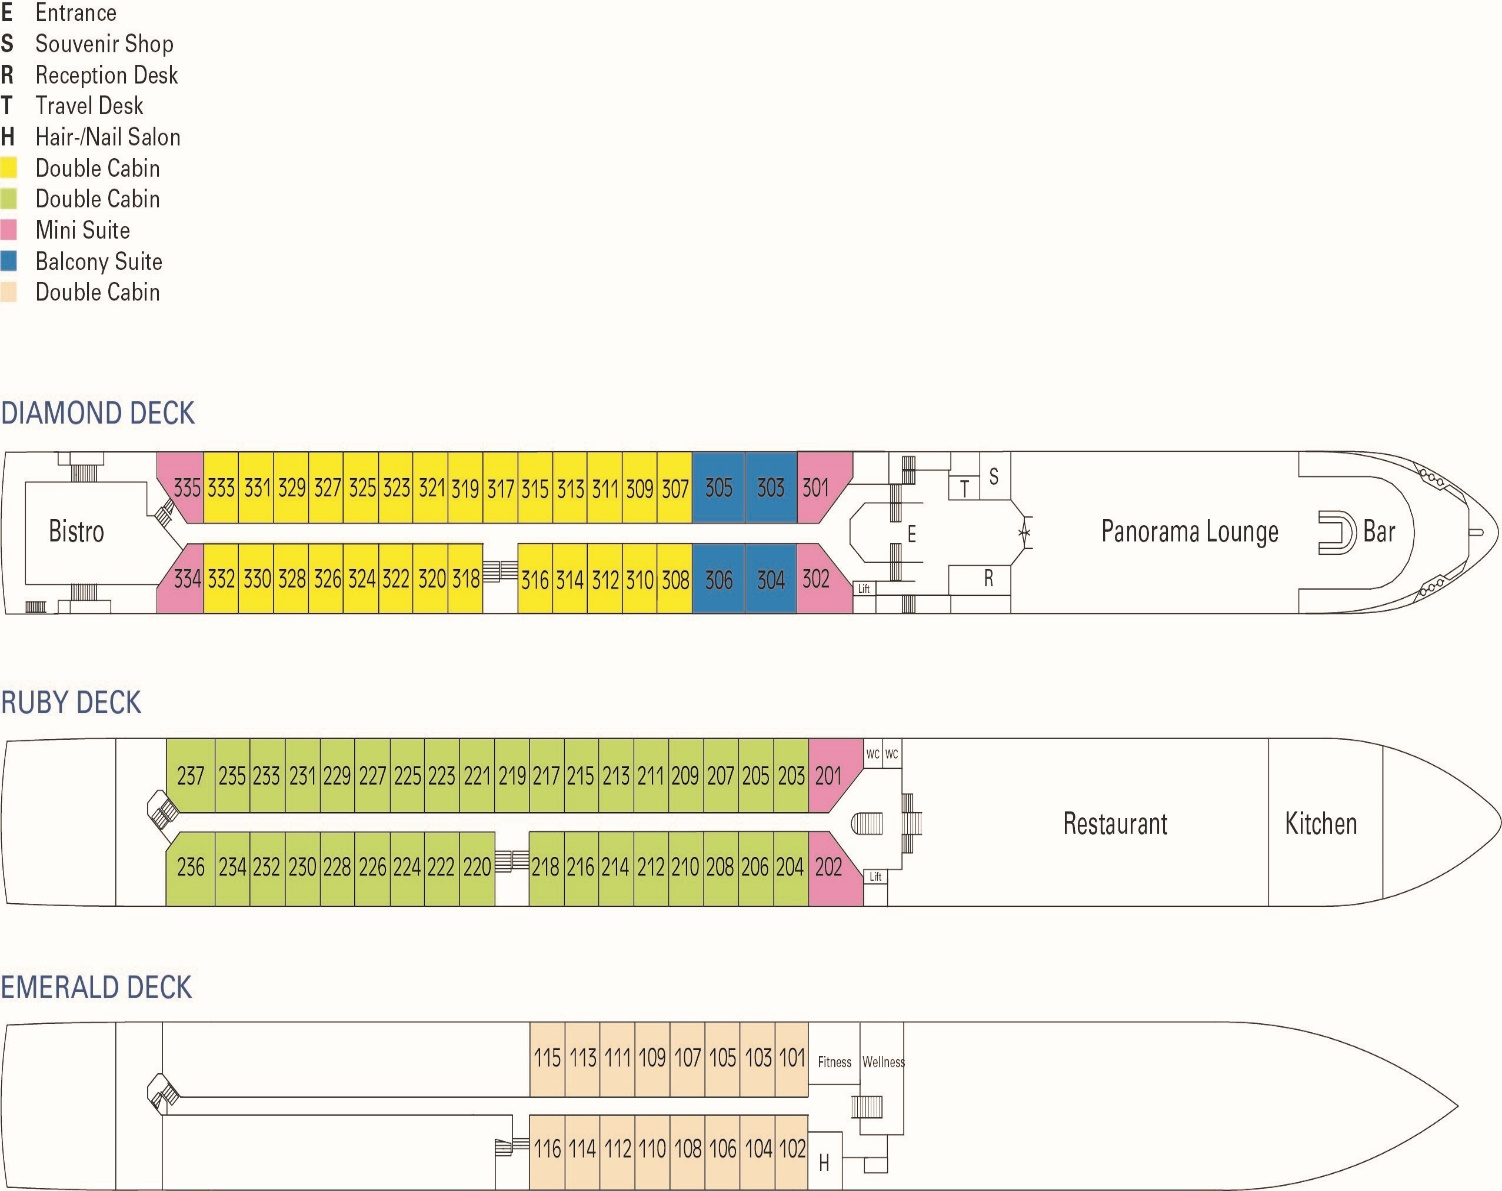 E Entrance
S Souvenir Shop
R Reception Desk
T Travel Desk
H Hair-/Nail Salon
Double Cabin
Double Cabin
Mini Suite
Balcony Suite
Double Cabin
DIAMOND DECK
335 333 331 329 327 325 323 321 319 317 315 313 311 309 307 305 303 301 T S
Bistro E Panorama Lounge Bar
334 332 330 328 326 324 322 320 318 316 314 312 310 308 306 304 302 Lift R
RUBY DECK
WC WC
237 235 233 231 229 227 225 223 221 219 217 215 213 211 209 207 205 203 201
Restaurant Kitchen
236 234 232 230 228 226 224 222 220 218 216 214 212 210 208 206 204 202 Lift
EMERALD DECK
115 113 111 109 107 105 103 101 Fitness Wellness
116 114 112 110 108 106 104 102 H